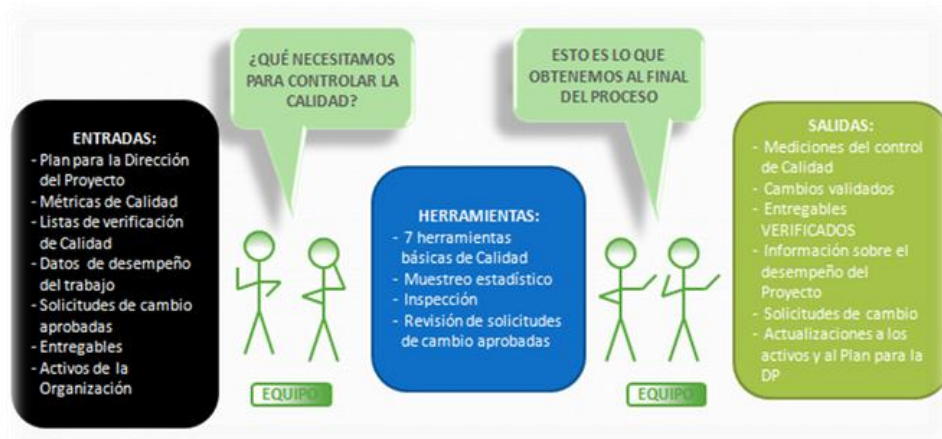 ¿QUÉ NECESITAMOS
PARA CONTROLAR LA
CALIDAD?
ESTO ES LO QUE
OBTENEMOS AL FINAL
DEL PROCESO
ENTRADAS:
- Plan para la Dirección
del Proyecto
- Métricas de Calidad
- Listas de verificación
de Calidad
- Datos de desempeño
del trabajo
- Solicitudes de cambio
aprobadas
- Entregables
- Activos de la
Organización
HERRAMIENTAS:
- 7 herramientas
básicas de Calidad
- Muestreo estadístico
- Inspección
- Revisión de solicitudes
de cambio aprobadas
SALIDAS:
- Mediciones del control
de Calidad
- Cambios validados
- Entregables
VERIFICADOS
- Información sobre el
desempeño del
Proyecto
- Solicitudes de cambio
- Actualizaciones a los
activos y al Plan para la
DP
EQUIPO
EQUIPO